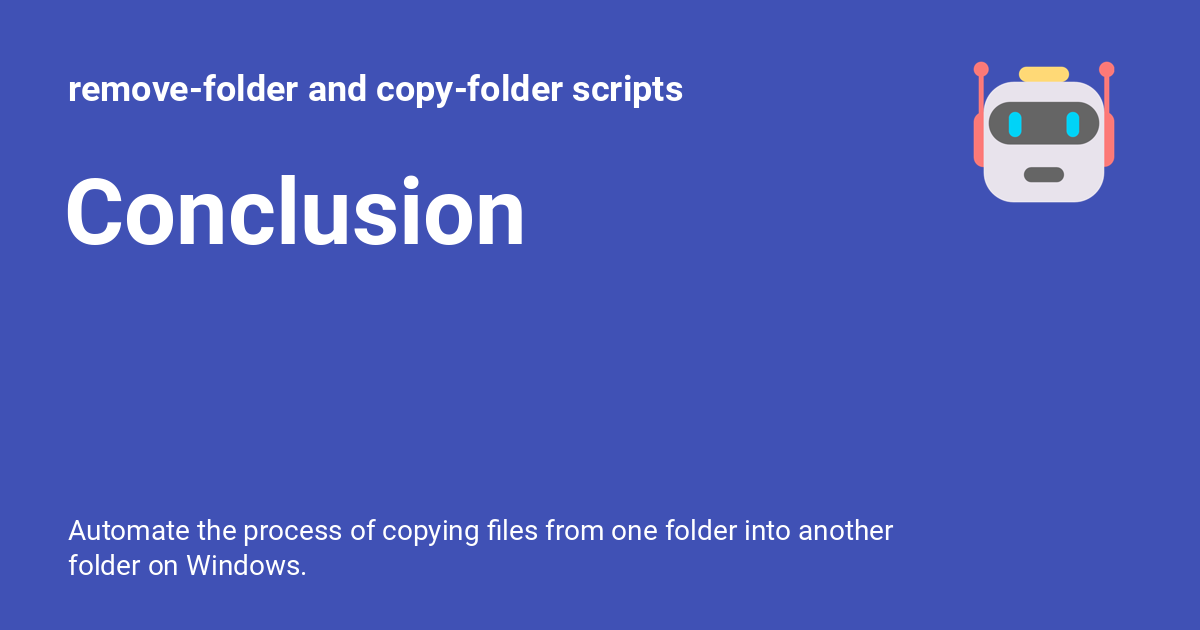 remove-folder and copy-folder scripts
Conclusion
Automate the process of copying files from one folder into another
folder on Windows.